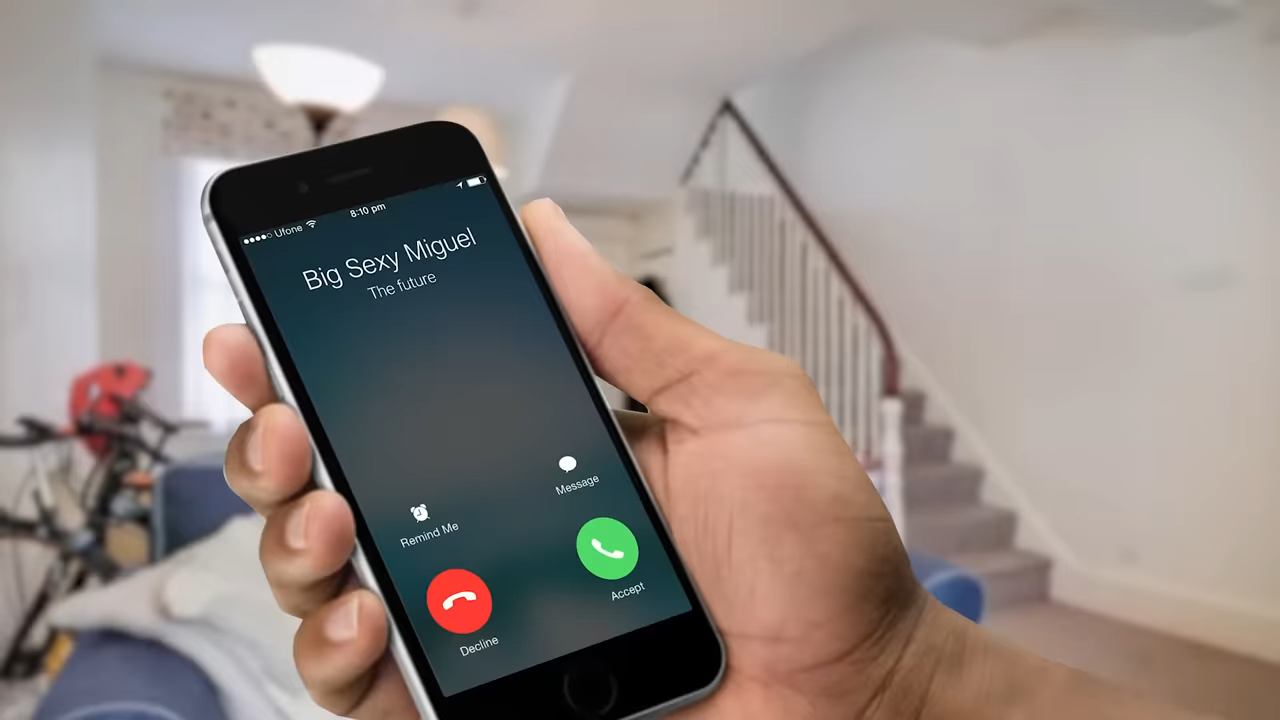 Ufone 8:10 pm
Big Sexy Miguel
The future
Remind Me
Message
Decline
Accept